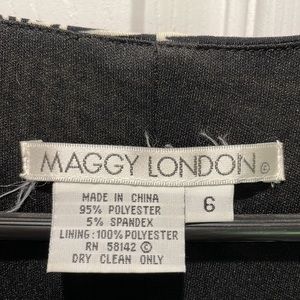 MAGGY LONDON ©
MADE IN CHINA
95% POLYESTER
5% SPANDEX
LINING:100%POLYESTER
RN 58142 ©
DRY CLEAN ONLY
6